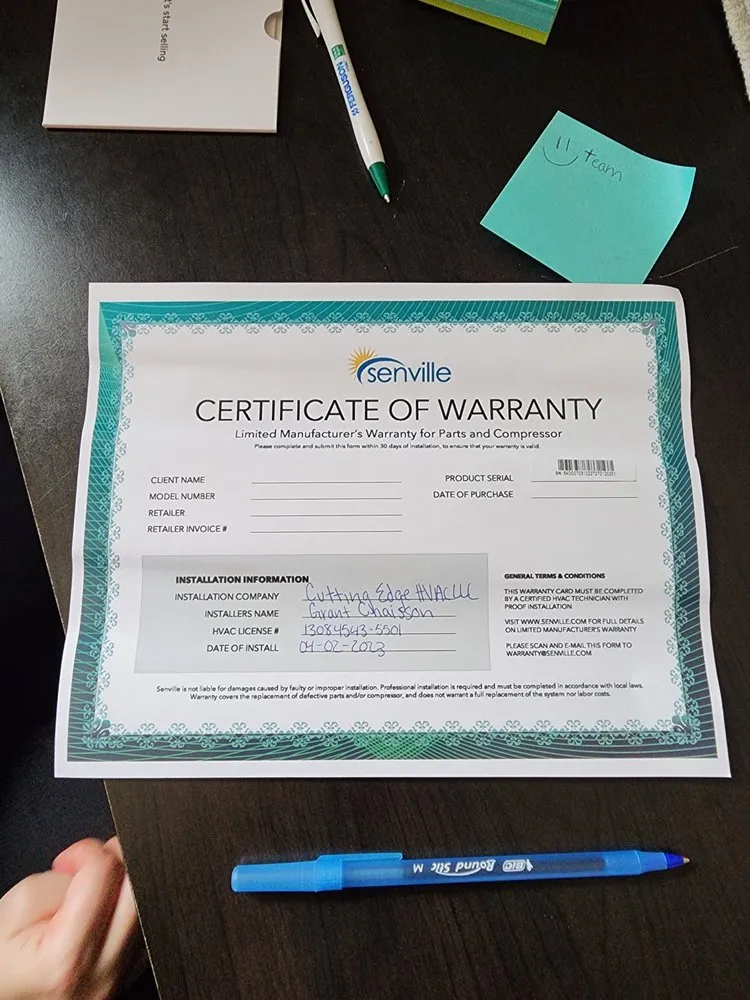 's start selling
FERGUSON
team
senville
CERTIFICATE OF WARRANTY
Limited Manufacturer's Warranty for Parts and Compressor
Please complete and submit this form within 30 days of installation, to ensure that your warranty is valid.
CLIENT NAME
MODEL NUMBER
RETAILER
RETAILER INVOICE #
PRODUCT SERIAL
DATE OF PURCHASE
INSTALLATION INFORMATION
INSTALLATION COMPANY Cutting Edge HVAC LLC
INSTALLERS NAME Grant Chaisson
HVAC LICENSE # 13084543-5501
DATE OF INSTALL 04-02-2023
GENERAL TERMS & CONDITIONS
THIS WARRANTY CARD MUST BE COMPLETED
BY A CERTIFIED HVAC TECHNICIAN WITH
PROOF INSTALLATION
VISIT WWW.SENVILLE.COM FOR FULL DETAILS
ON LIMITED MANUFACTURER'S WARRANTY
PLEASE SCAN AND E-MAIL THIS FORM TO
WARRANTY@SENVILLE.COM
Senville is not liable for damages caused by faulty or improper installation. Professional installation is required and must be completed in accordance with local laws.
Warranty covers the replacement of defective parts and/or compressor, and does not warrant a full replacement of the system nor labor costs.
BIC Round Stic M